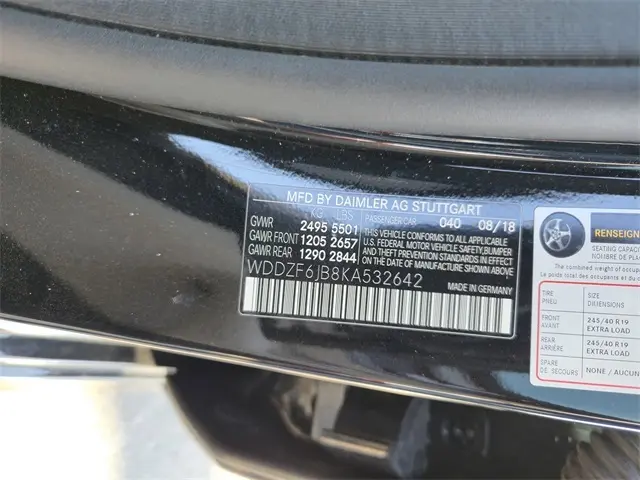 MFD BY DAIMLER AG STUTTGART
KG LBS PASSENGER CAR 040 08/18
GVWR 2495 5501 THIS VEHICLE CONFORMS TO ALL APPLICABLE
GAWR FRONT 1205 2657 U.S. FEDERAL MOTOR VEHICLE SAFETY, BUMPER
GAWR REAR 1290 2844 AND THEFT PREVENTION STANDARDS IN EFFECT
ON THE DATE OF MANUFACTURE SHOWN ABOVE.
WDDZF6JB8KA532642 MADE IN GERMANY
RENSEIGN
SEATING CAPACITY
NOMBRE DE PLA
The combined weight of occupan
Le poids total des
TIRE SIZE
PNEU DIMENSIONS
FRONT 245/40 R19
AVANT EXTRA LOAD
REAR 245/40 R19
ARRIÈRE EXTRA LOAD
SPARE
DE SECOURS NONE / AUCUN